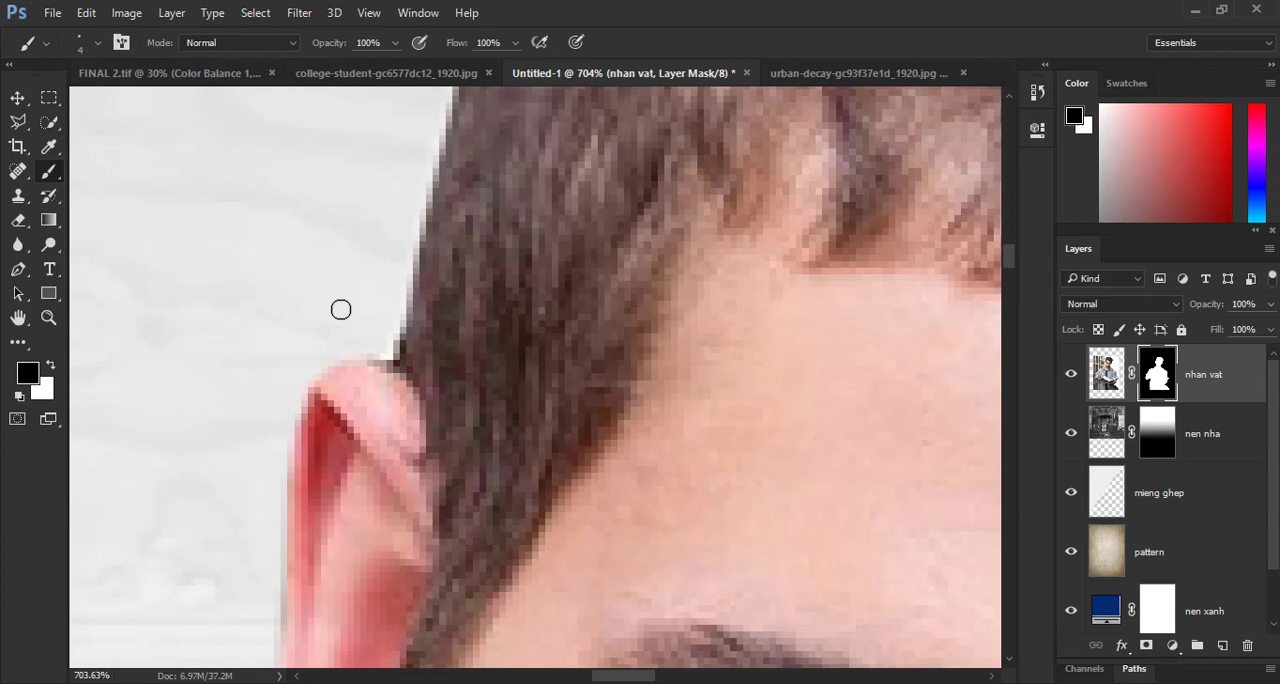 Ps File Edit Image Layer Type Select Filter 3D View Window Help
4 Mode: Normal Opacity: 100% Flow: 100% Essentials
FINAL 2.tif @ 30% (Color Balance 1,... × college-student-gc6577dc12_1920.jpg × Untitled-1 @ 704% (nhan vat, Layer Mask/8) * × urban-decay-gc93f37e1d_1920.jpg ... ×
Color Swatches
Layers
Kind
Normal Opacity: 100%
Lock: Fill: 100%
nhan vat
nen nha
mieng ghep
pattern
nen xanh
fx
Channels Paths
703.63% Doc: 6.97M/37.2M